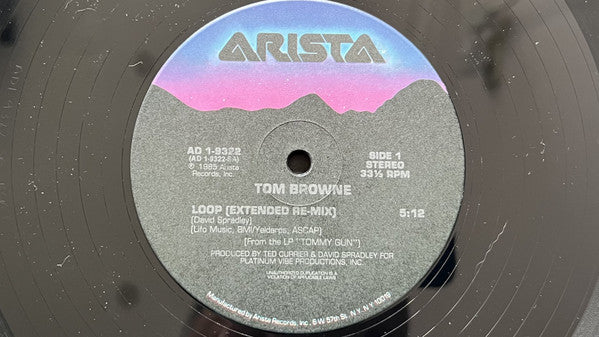 ARISTA
AD 1-9322
(AD 1-9322-SA)
℗ 1985 Arista
Records, Inc.
SIDE 1
STEREO
33⅓ RPM
TOM BROWNE
LOOP (EXTENDED RE-MIX) 5:12
(David Spradley)
(Lifo Music, BMI/Yeldarps, ASCAP)
(From the LP "TOMMY GUN")
PRODUCED BY TED CURRIER & DAVID SPRADLEY FOR
PLATINUM VIBE PRODUCTIONS, INC.
UNAUTHORIZED DUPLICATION IS A
VIOLATION OF APPLICABLE LAWS
Manufactured by Arista Records, Inc., 6 W 57th St., N.Y., N.Y. 10019